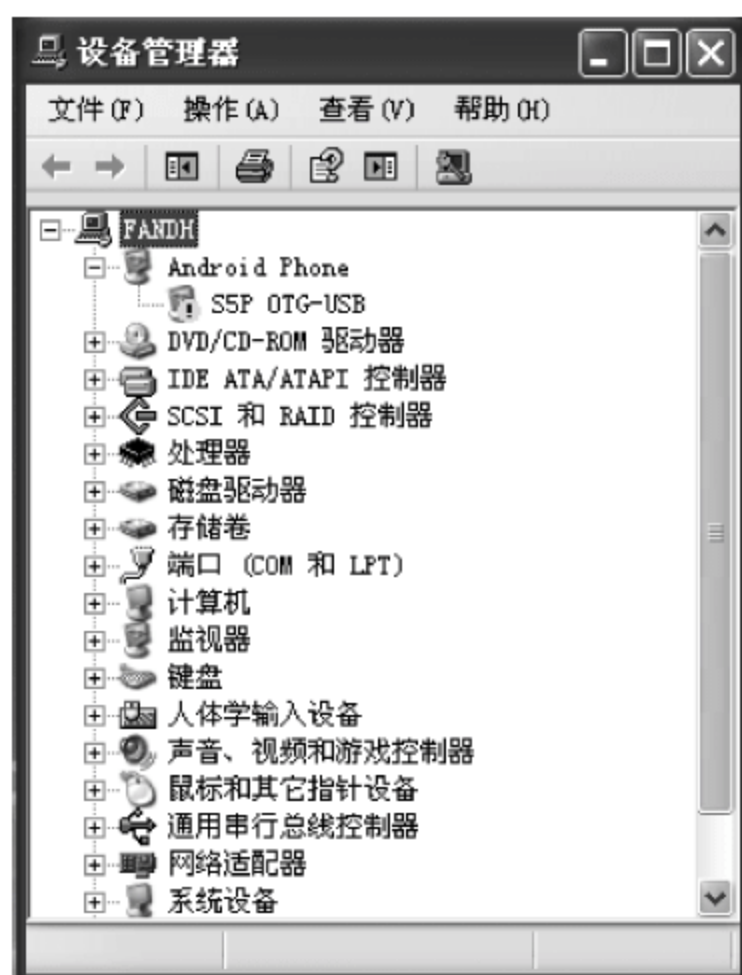 设备管理器
文件(F) 操作(A) 查看(V) 帮助(H)
FANDH
Android Phone
S5P OTG-USB
DVD/CD-ROM 驱动器
IDE ATA/ATAPI 控制器
SCSI 和 RAID 控制器
处理器
磁盘驱动器
存储卷
端口 (COM 和 LPT)
计算机
监视器
键盘
人体学输入设备
声音、视频和游戏控制器
鼠标和其它指针设备
通用串行总线控制器
网络适配器
系统设备